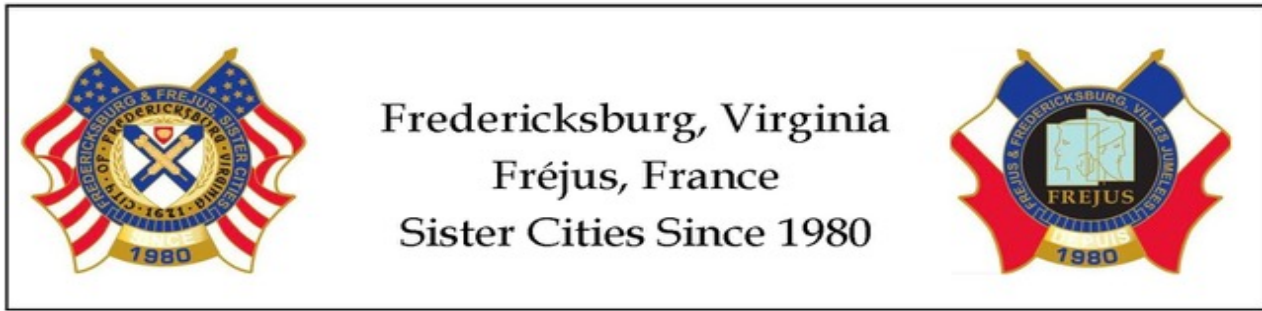 FREDERICKSBURG & FREJUS, SISTER CITIES
CITY OF FREDERICKSBURG VIRGINIA
1621
SINCE
1980
Fredericksburg, Virginia
Fréjus, France
Sister Cities Since 1980
FREJUS & FREDERICKSBURG, VILLES JUMELEES
FREJUS
DEPUIS
1980